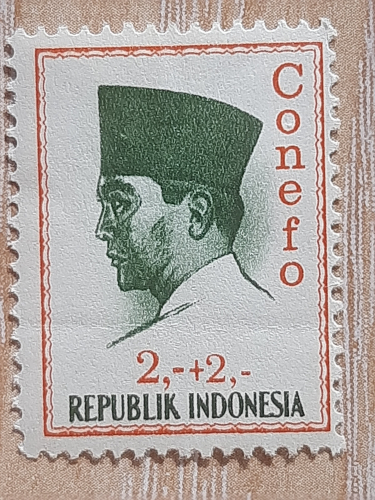 Conefo
2,-+2,-
REPUBLIK INDONESIA